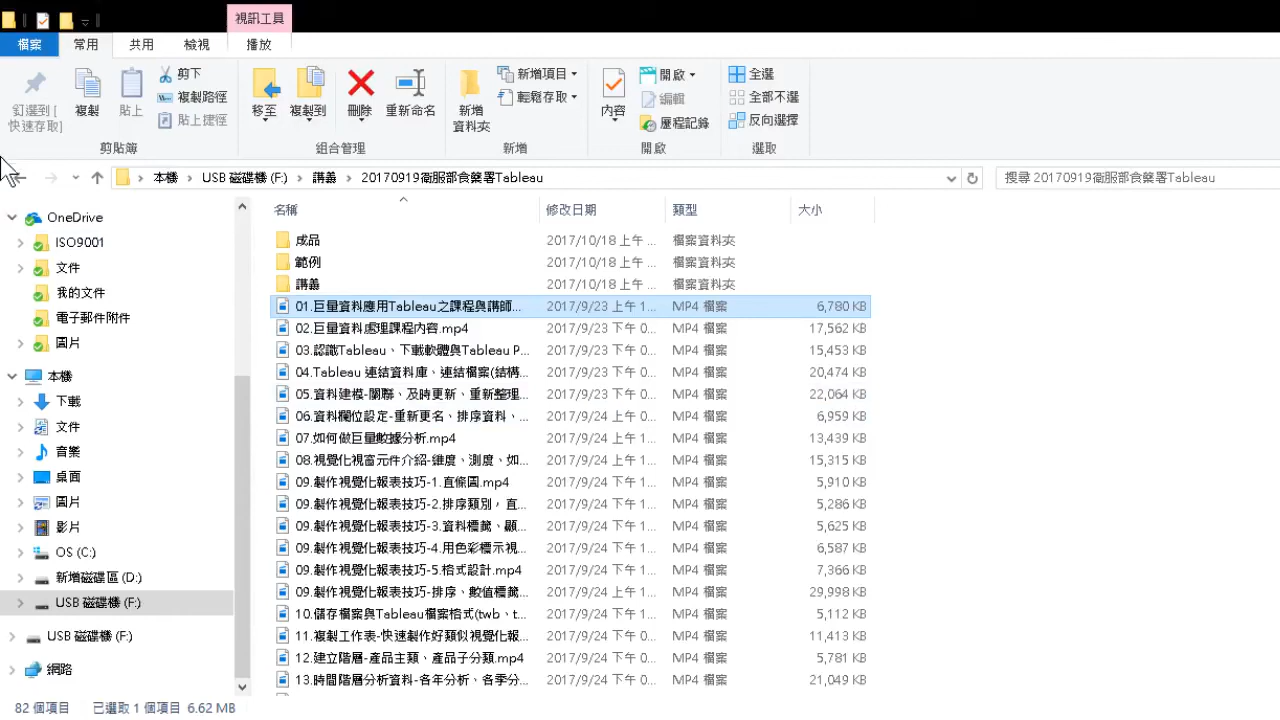 視訊工具
檔案 常用 共用 檢視 播放
釘選到 [快速存取]
複製
貼上
剪下
複製路徑
貼上捷徑
剪貼簿
移至
複製到
刪除
重新命名
組合管理
新增資料夾
新增項目
輕鬆存取
新增
內容
開啟
編輯
歷程記錄
開啟
全選
全部不選
反向選擇
選取
本機 > USB 磁碟機 (F:) > 講義 > 20170919衛服部食藥署Tableau
搜尋 20170919衛服部食藥署Tableau
OneDrive
ISO9001
文件
我的文件
電子郵件附件
圖片
本機
下載
文件
音樂
桌面
圖片
影片
OS (C:)
新增磁碟區 (D:)
USB 磁碟機 (F:)
USB 磁碟機 (F:)
網路
名稱 修改日期 類型 大小
成品 2017/10/18 上午 ... 檔案資料夾
範例 2017/10/18 上午 ... 檔案資料夾
講義 2017/10/18 上午 ... 檔案資料夾
01.巨量資料應用Tableau之課程與講師... 2017/9/23 上午 1... MP4 檔案 6,780 KB
02.巨量資料處理課程內容.mp4 2017/9/23 下午 0... MP4 檔案 17,562 KB
03.認識Tableau、下載軟體與Tableau P... 2017/9/23 下午 0... MP4 檔案 15,453 KB
04.Tableau 連結資料庫、連結檔案(結構... 2017/9/23 下午 0... MP4 檔案 20,474 KB
05.資料建模-關聯、及時更新、重新整理... 2017/9/23 下午 0... MP4 檔案 22,064 KB
06.資料欄位設定-重新更名、排序資料、... 2017/9/24 上午 0... MP4 檔案 6,959 KB
07.如何做巨量數據分析.mp4 2017/9/24 上午 1... MP4 檔案 13,439 KB
08.視覺化視窗元件介紹-維度、測度、如... 2017/9/24 上午 1... MP4 檔案 15,315 KB
09.製作視覺化報表技巧-1.直條圖.mp4 2017/9/24 上午 1... MP4 檔案 5,910 KB
09.製作視覺化報表技巧-2.排序類別，直... 2017/9/24 下午 1... MP4 檔案 5,286 KB
09.製作視覺化報表技巧-3.資料標籤、顯... 2017/9/24 下午 1... MP4 檔案 5,625 KB
09.製作視覺化報表技巧-4.用色彩標示視... 2017/9/24 下午 1... MP4 檔案 6,587 KB
09.製作視覺化報表技巧-5.格式設計.mp4 2017/9/24 下午 1... MP4 檔案 7,366 KB
09.製作視覺化報表技巧-排序、數值標籤... 2017/9/24 上午 1... MP4 檔案 29,998 KB
10.儲存檔案與Tableau檔案格式(twb、t... 2017/9/24 下午 1... MP4 檔案 5,112 KB
11.複製工作表-快速製作好類似視覺化報... 2017/9/24 下午 0... MP4 檔案 11,413 KB
12.建立階層-產品主類、產品子分類.mp4 2017/9/24 下午 0... MP4 檔案 5,781 KB
13.時間階層分析資料-各年分析、各季分... 2017/9/24 下午 0... MP4 檔案 21,049 KB
82 個項目 已選取 1 個項目 6.62 MB